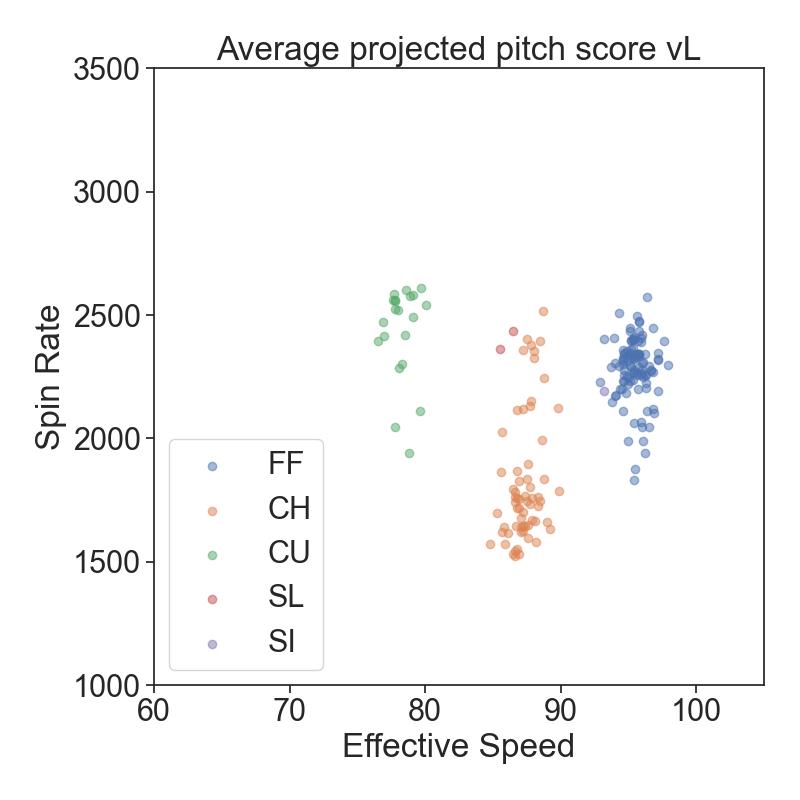 Average projected pitch score vL
3500
3000
2500
2000
1500
1000
Spin Rate
FF
CH
CU
SL
SI
60 70 80 90 100
Effective Speed